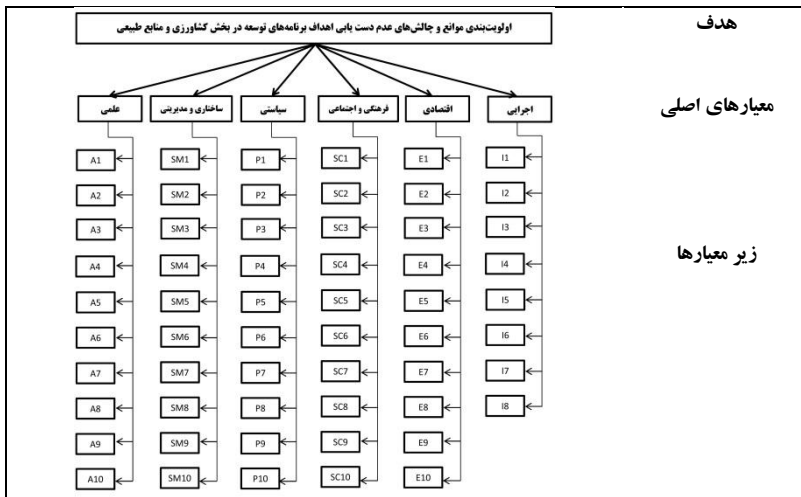 هدف
اولویت‌بندی موانع و چالش‌های عدم دست یابی اهداف برنامه‌های توسعه در بخش کشاورزی و منابع طبیعی
معیارهای اصلی
اجرایی
اقتصادی
فرهنگی و اجتماعی
سیاستی
ساختاری و مدیریتی
علمی
زیر معیارها
I1
I2
I3
I4
I5
I6
I7
I8
E1
E2
E3
E4
E5
E6
E7
E8
E9
E10
SC1
SC2
SC3
SC4
SC5
SC6
SC7
SC8
SC9
SC10
P1
P2
P3
P4
P5
P6
P7
P8
P9
P10
SM1
SM2
SM3
SM4
SM5
SM6
SM7
SM8
SM9
SM10
A1
A2
A3
A4
A5
A6
A7
A8
A9
A10